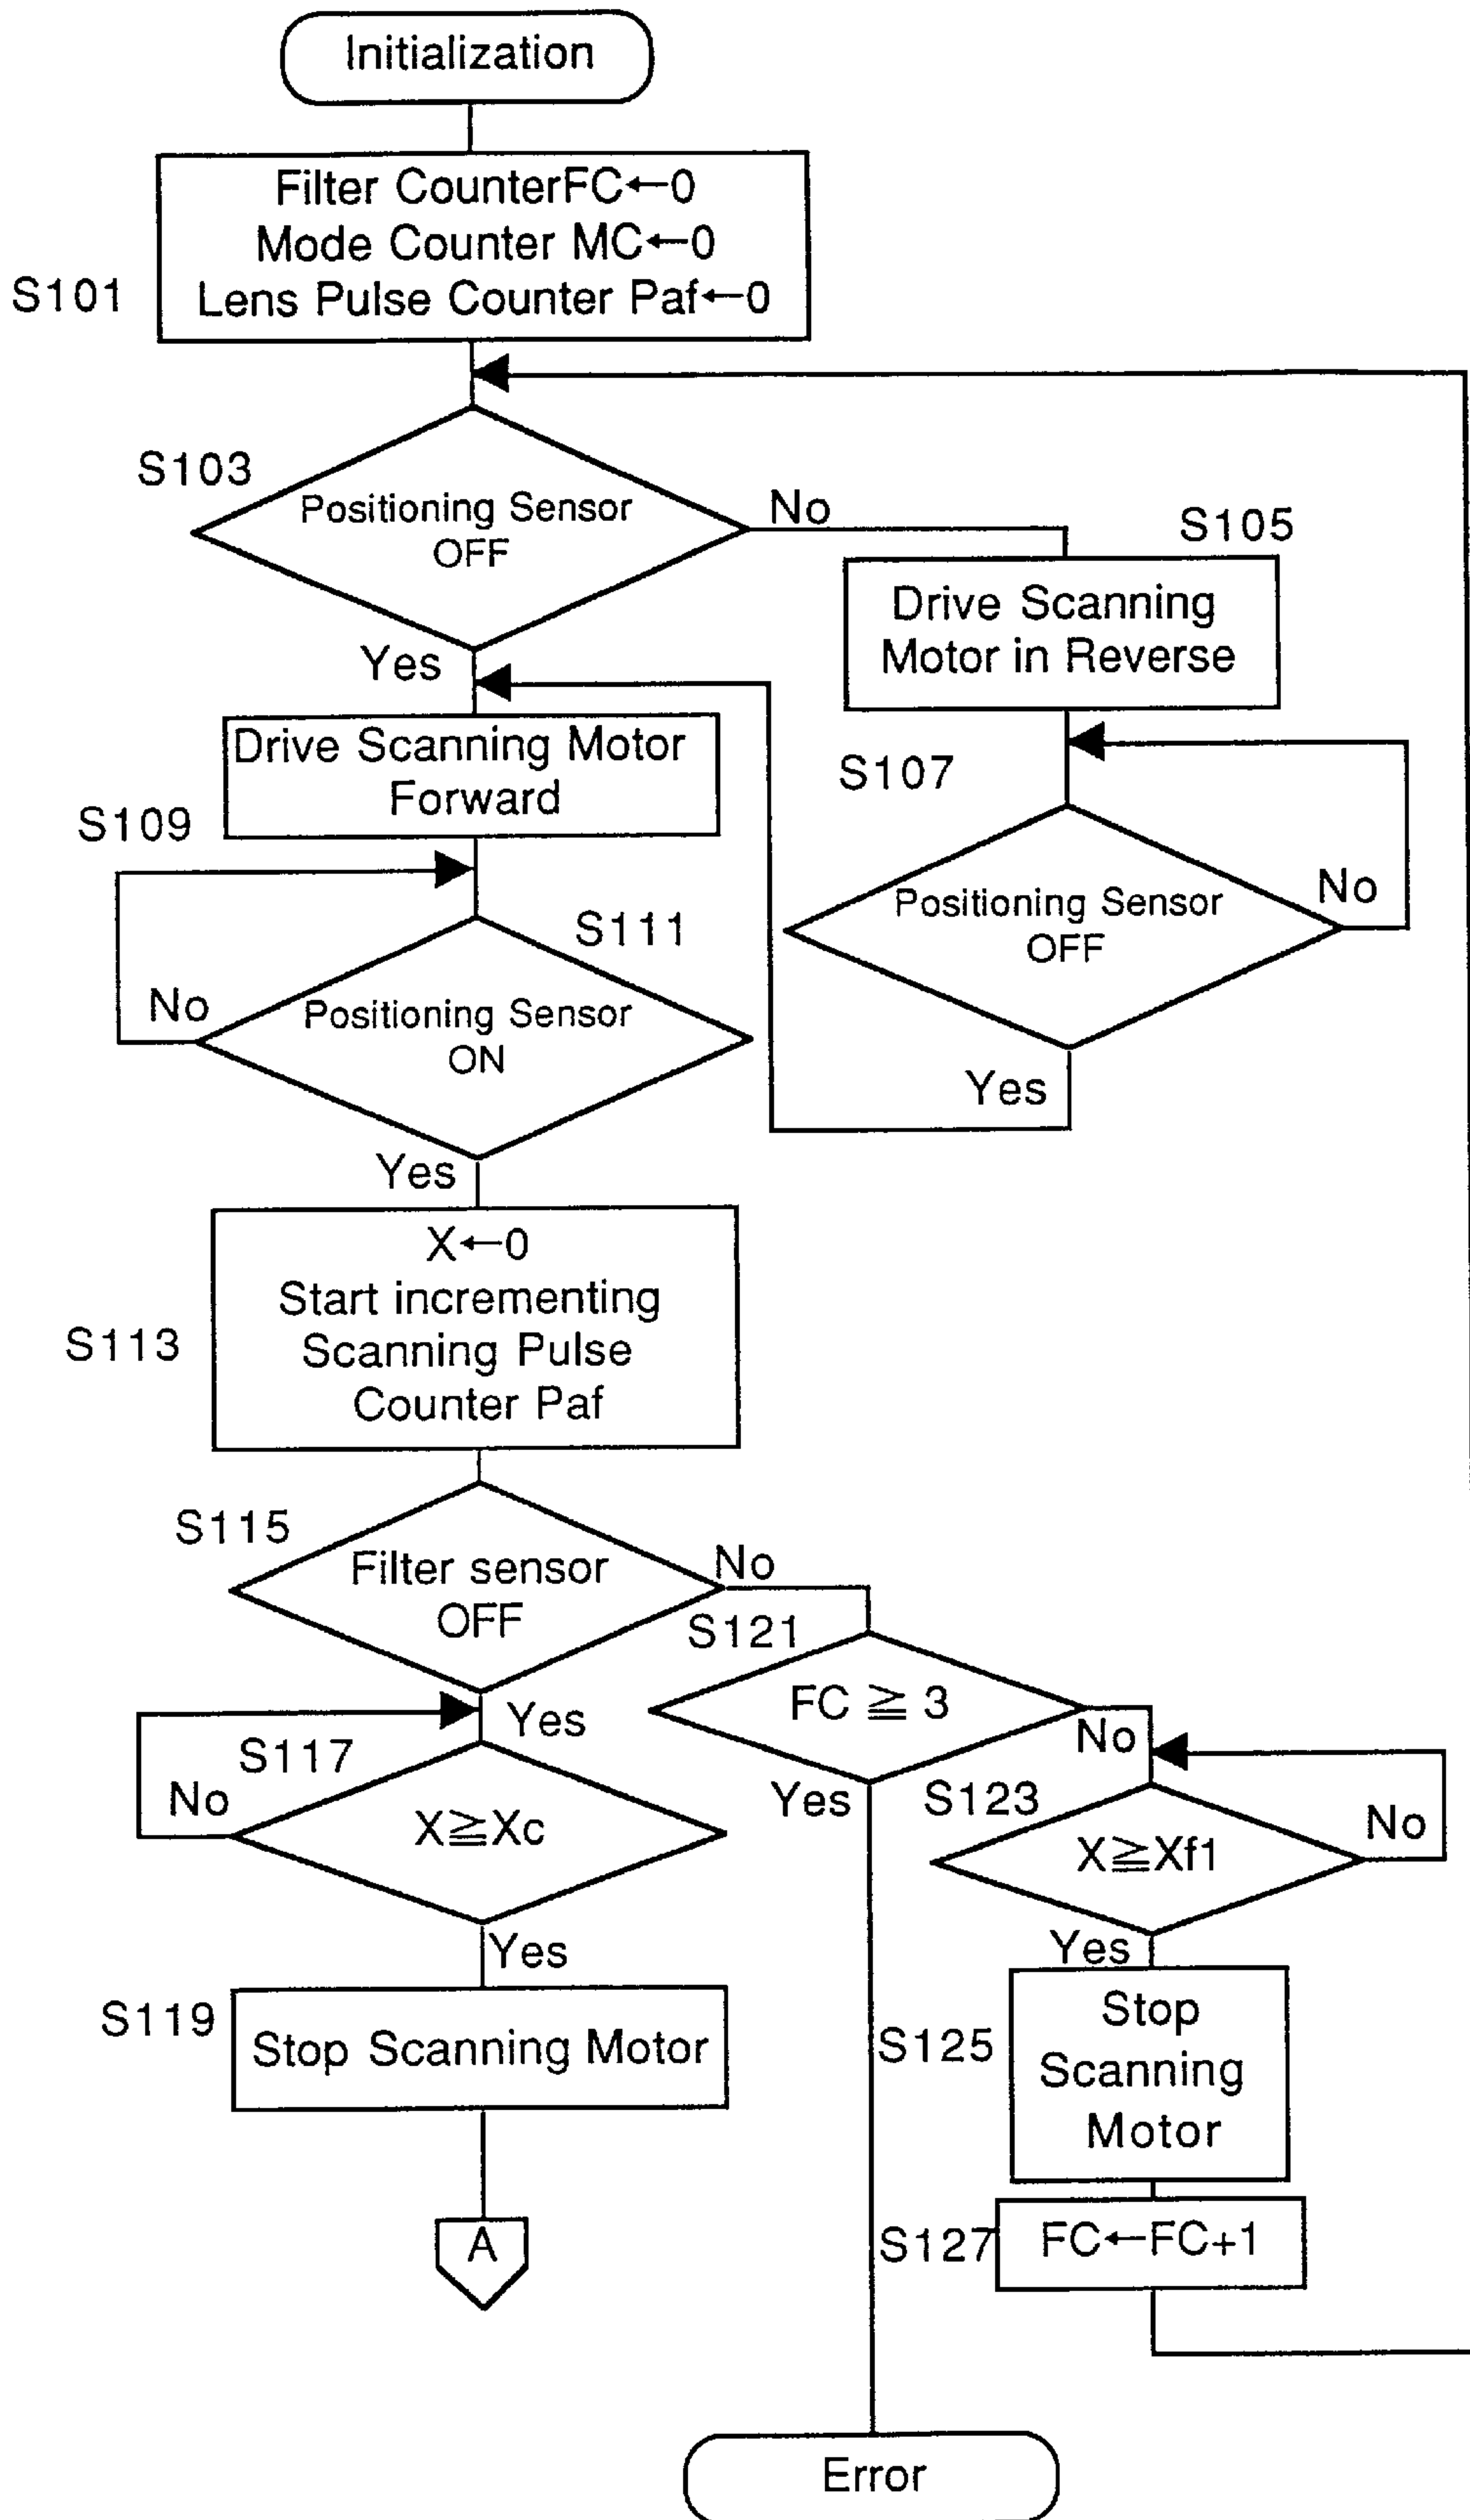 Initialization
Filter CounterFC←0
Mode Counter MC←0
Lens Pulse Counter Paf←0
S101
S103
Positioning Sensor
OFF
No
Yes
S105
Drive Scanning
Motor in Reverse
S107
Positioning Sensor
OFF
No
Yes
Drive Scanning Motor
Forward
S109
S111
Positioning Sensor
ON
No
Yes
X←0
Start incrementing
Scanning Pulse
Counter Paf
S113
S115
Filter sensor
OFF
No
Yes
S117
X≧Xc
No
Yes
S119
Stop Scanning Motor
A
S121
FC ≧ 3
No
Yes
S123
X≧Xf1
No
Yes
S125
Stop
Scanning
Motor
S127
FC←FC+1
Error